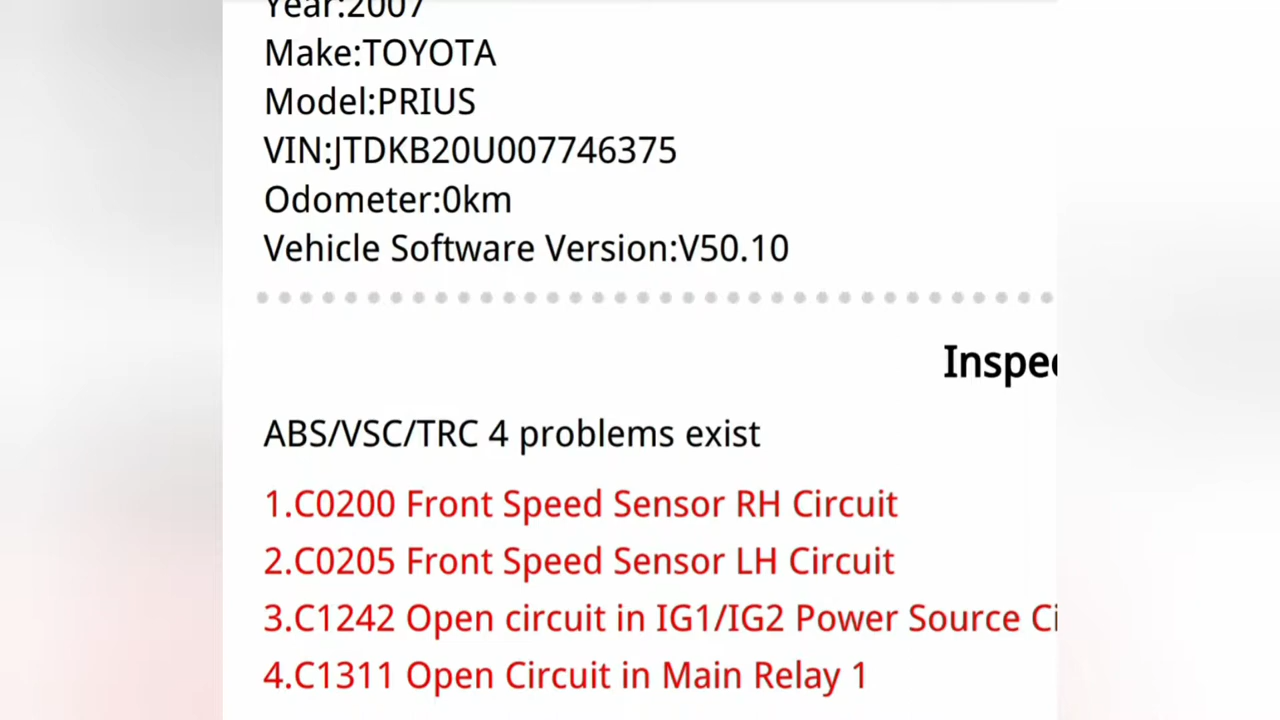 Year:2007
Make:TOYOTA
Model:PRIUS
VIN:JTDKB20U007746375
Odometer:0km
Vehicle Software Version:V50.10
ABS/VSC/TRC 4 problems exist
1.C0200 Front Speed Sensor RH Circuit
2.C0205 Front Speed Sensor LH Circuit
3.C1242 Open circuit in IG1/IG2 Power Source
4.C1311 Open Circuit in Main Relay 1